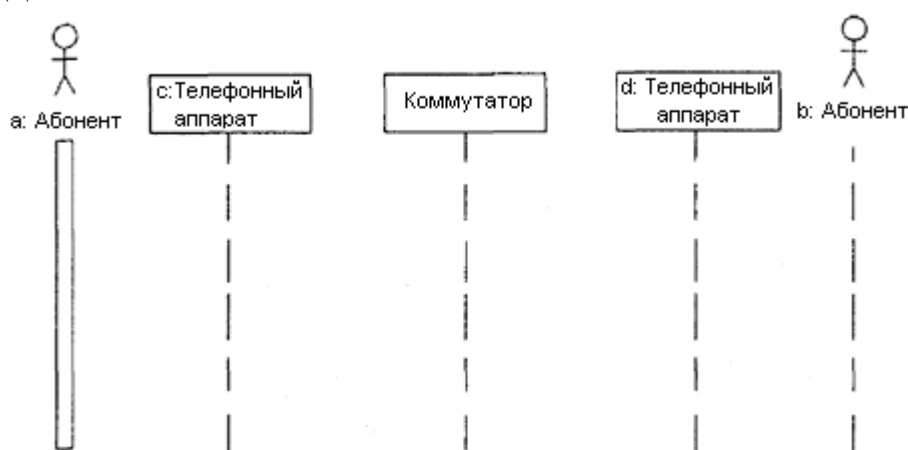 a: Абонент
c:Телефонный
аппарат
Коммутатор
d: Телефонный
аппарат
b: Абонент